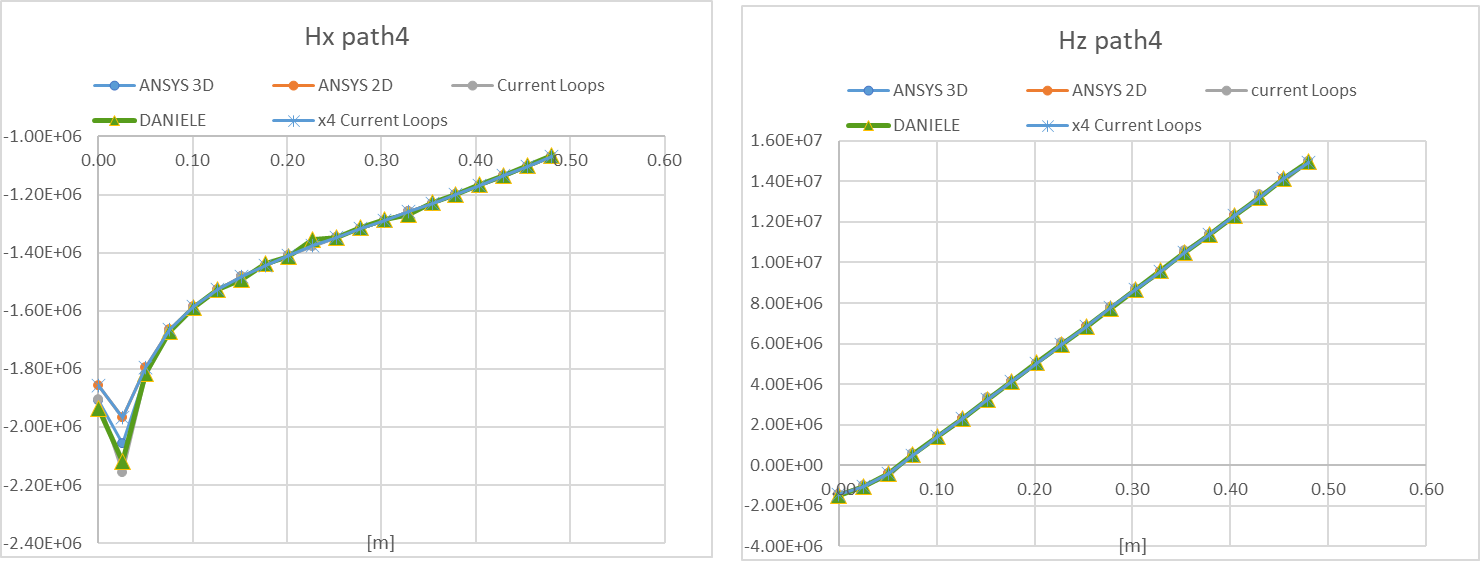 Hx path4
ANSYS 3D ANSYS 2D Current Loops
DANIELE x4 Current Loops
-1.00E+06
0.00 0.10 0.20 0.30 0.40 0.50 0.60
-1.20E+06
-1.40E+06
-1.60E+06
-1.80E+06
-2.00E+06
-2.20E+06
-2.40E+06
[m]
Hz path4
ANSYS 3D ANSYS 2D current Loops
DANIELE x4 Current Loops
1.60E+07
1.40E+07
1.20E+07
1.00E+07
8.00E+06
6.00E+06
4.00E+06
2.00E+06
0.00E+00
0.00 0.10 0.20 0.30 0.40 0.50 0.60
-2.00E+06
-4.00E+06
[m]